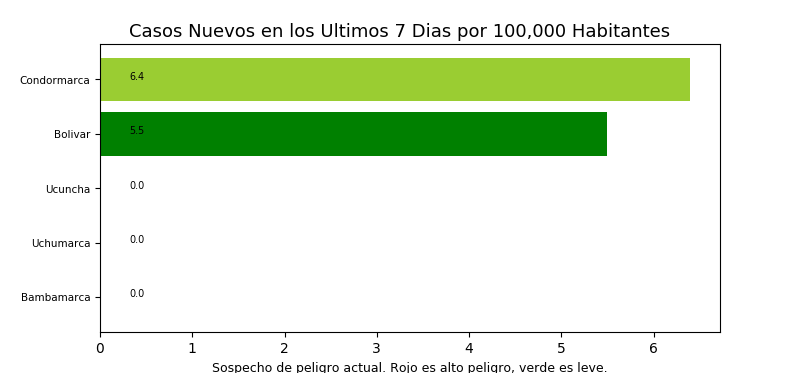 Casos Nuevos en los Ultimos 7 Dias por 100,000 Habitantes
Condormarca 6.4
Bolivar 5.5
Ucuncha 0.0
Uchumarca 0.0
Bambamarca 0.0
0 1 2 3 4 5 6
Sospecho de peligro actual. Rojo es alto peligro, verde es leve.